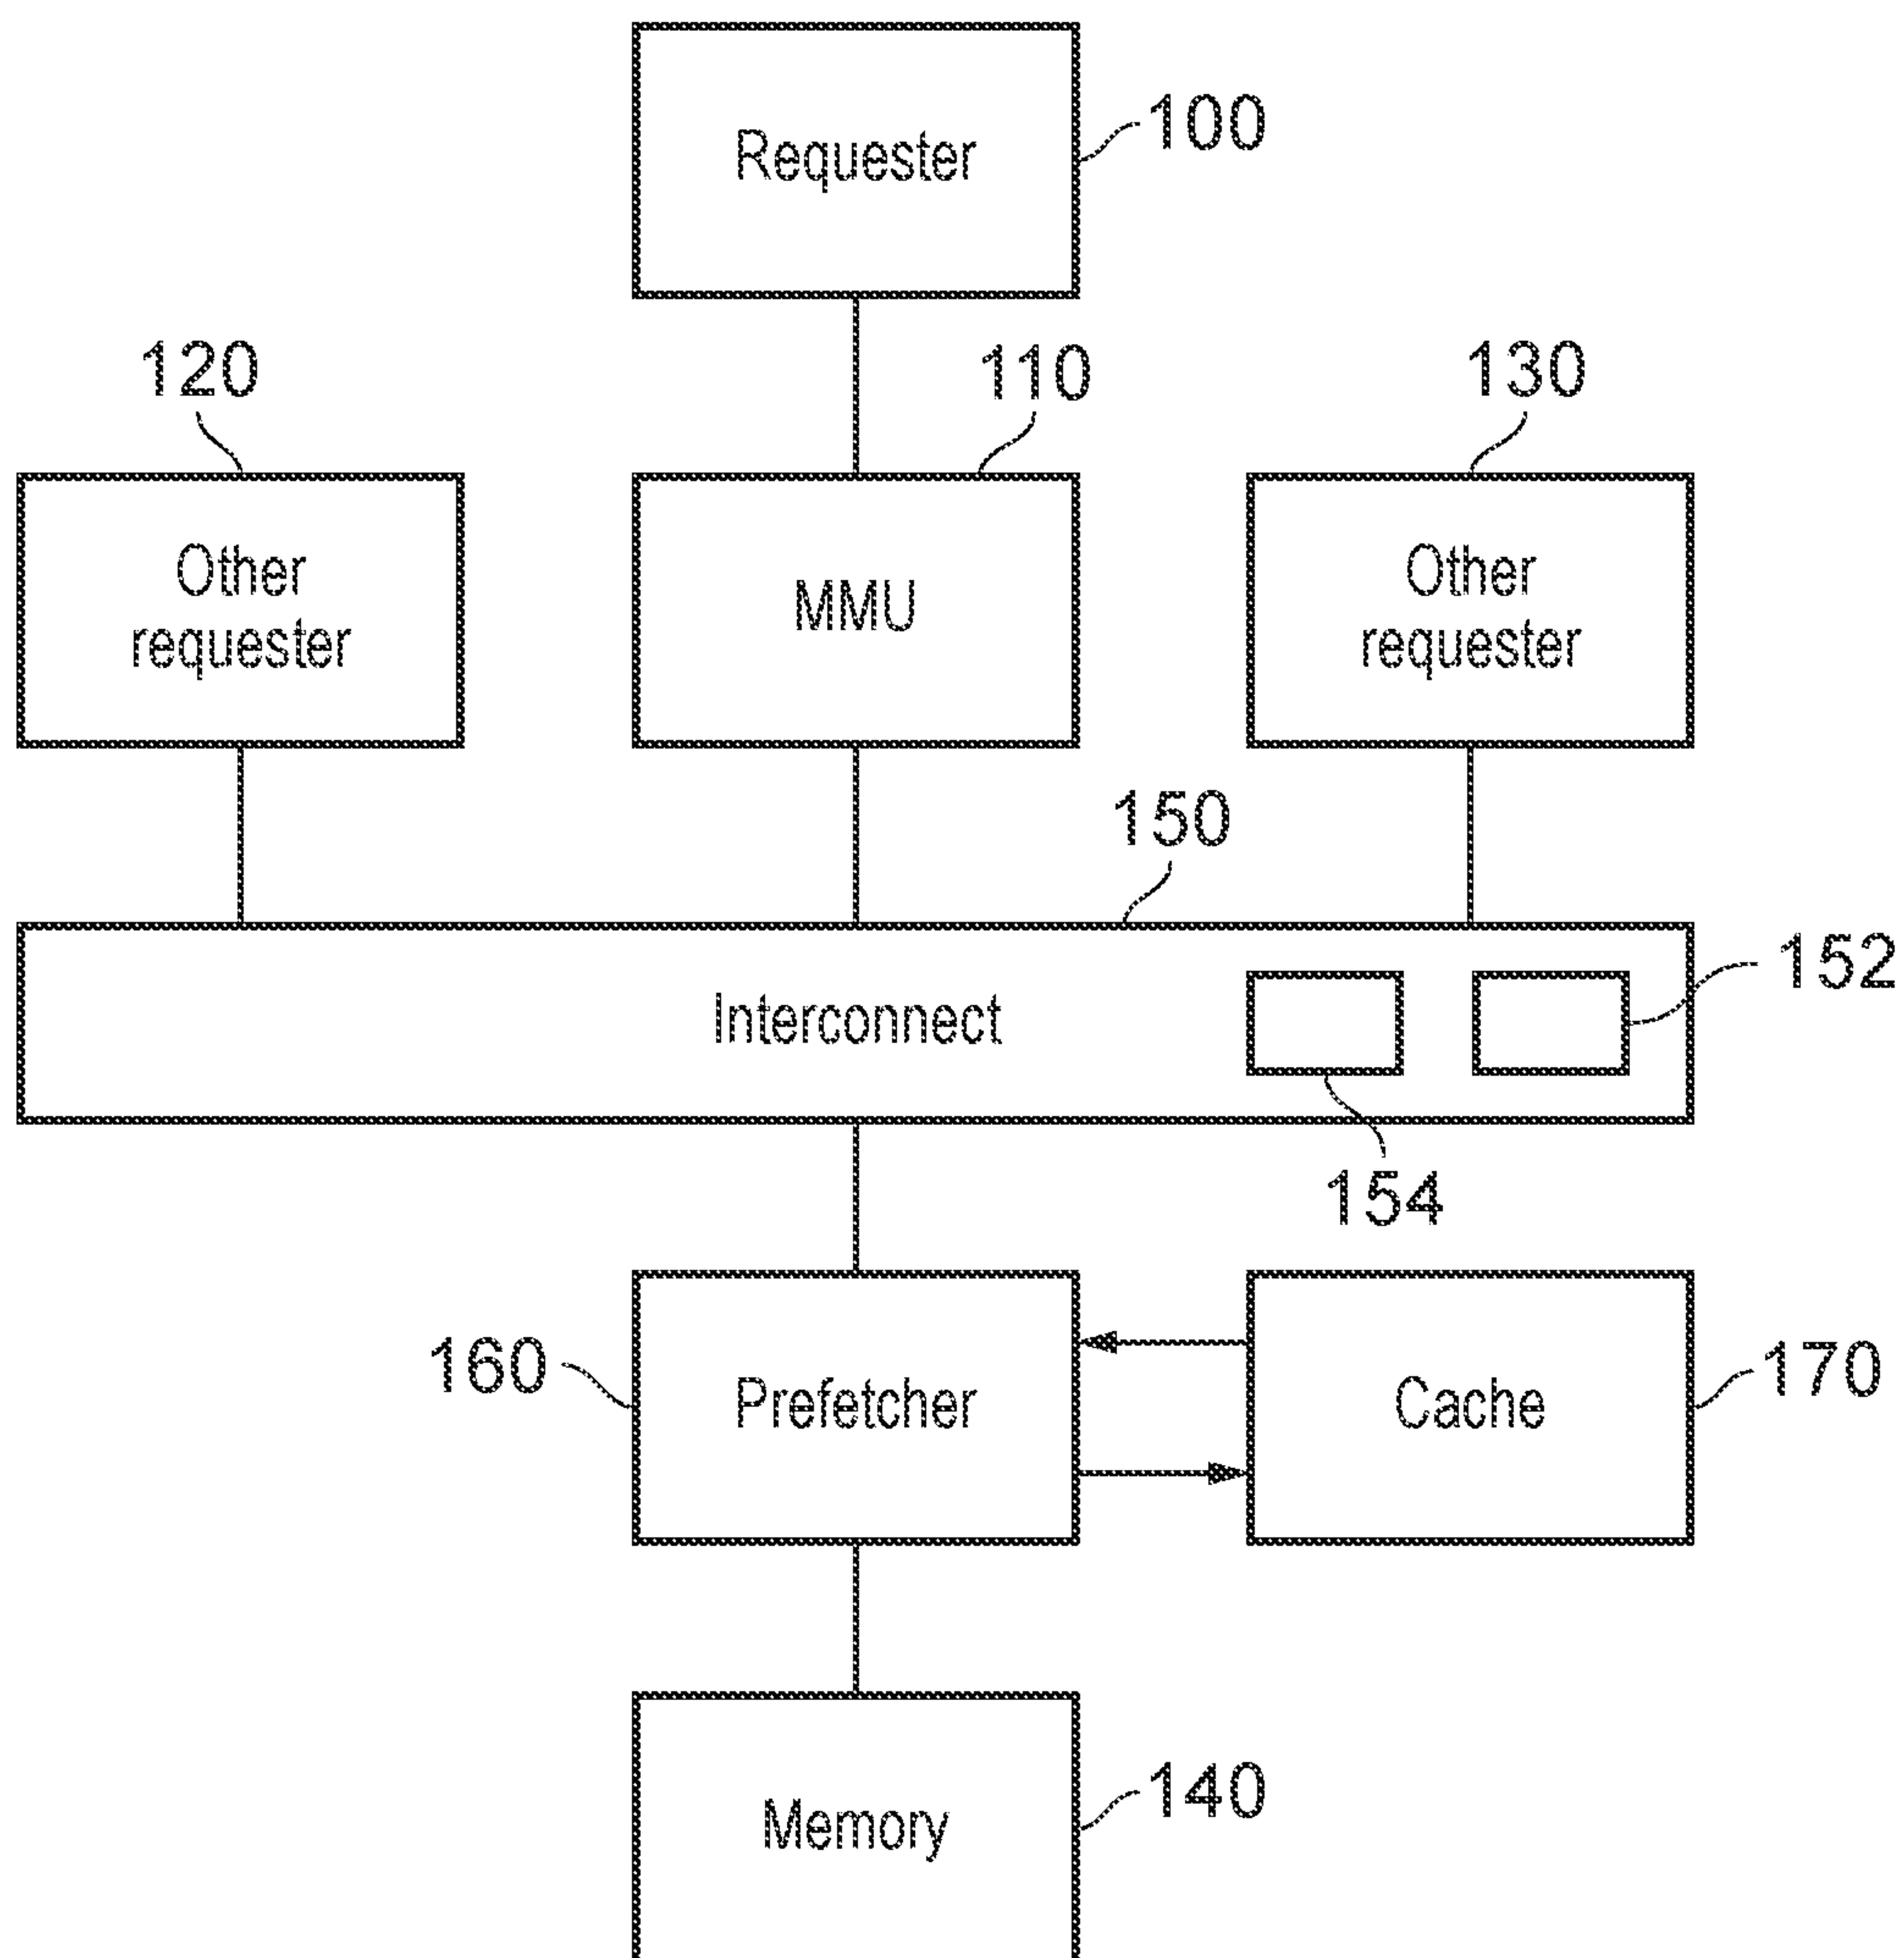 Requester
100
120
110
130
Other
requester
MMU
Other
requester
150
152
Interconnect
154
160
Prefetcher
Cache
170
Memory
140